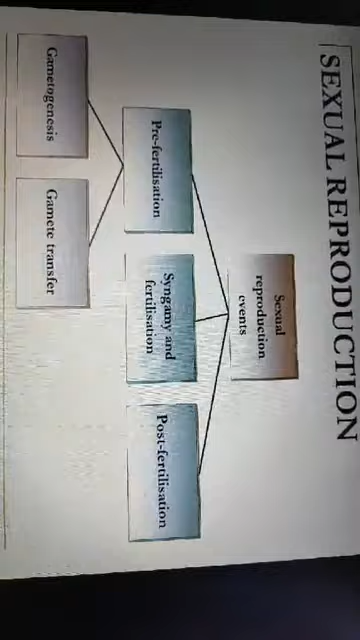 SEXUAL REPRODUCTION
Sexual
reproduction
events
Pre-fertilisation
Syngamy and
fertilisation
Post-fertilisation
Gametogenesis
Gamete transfer